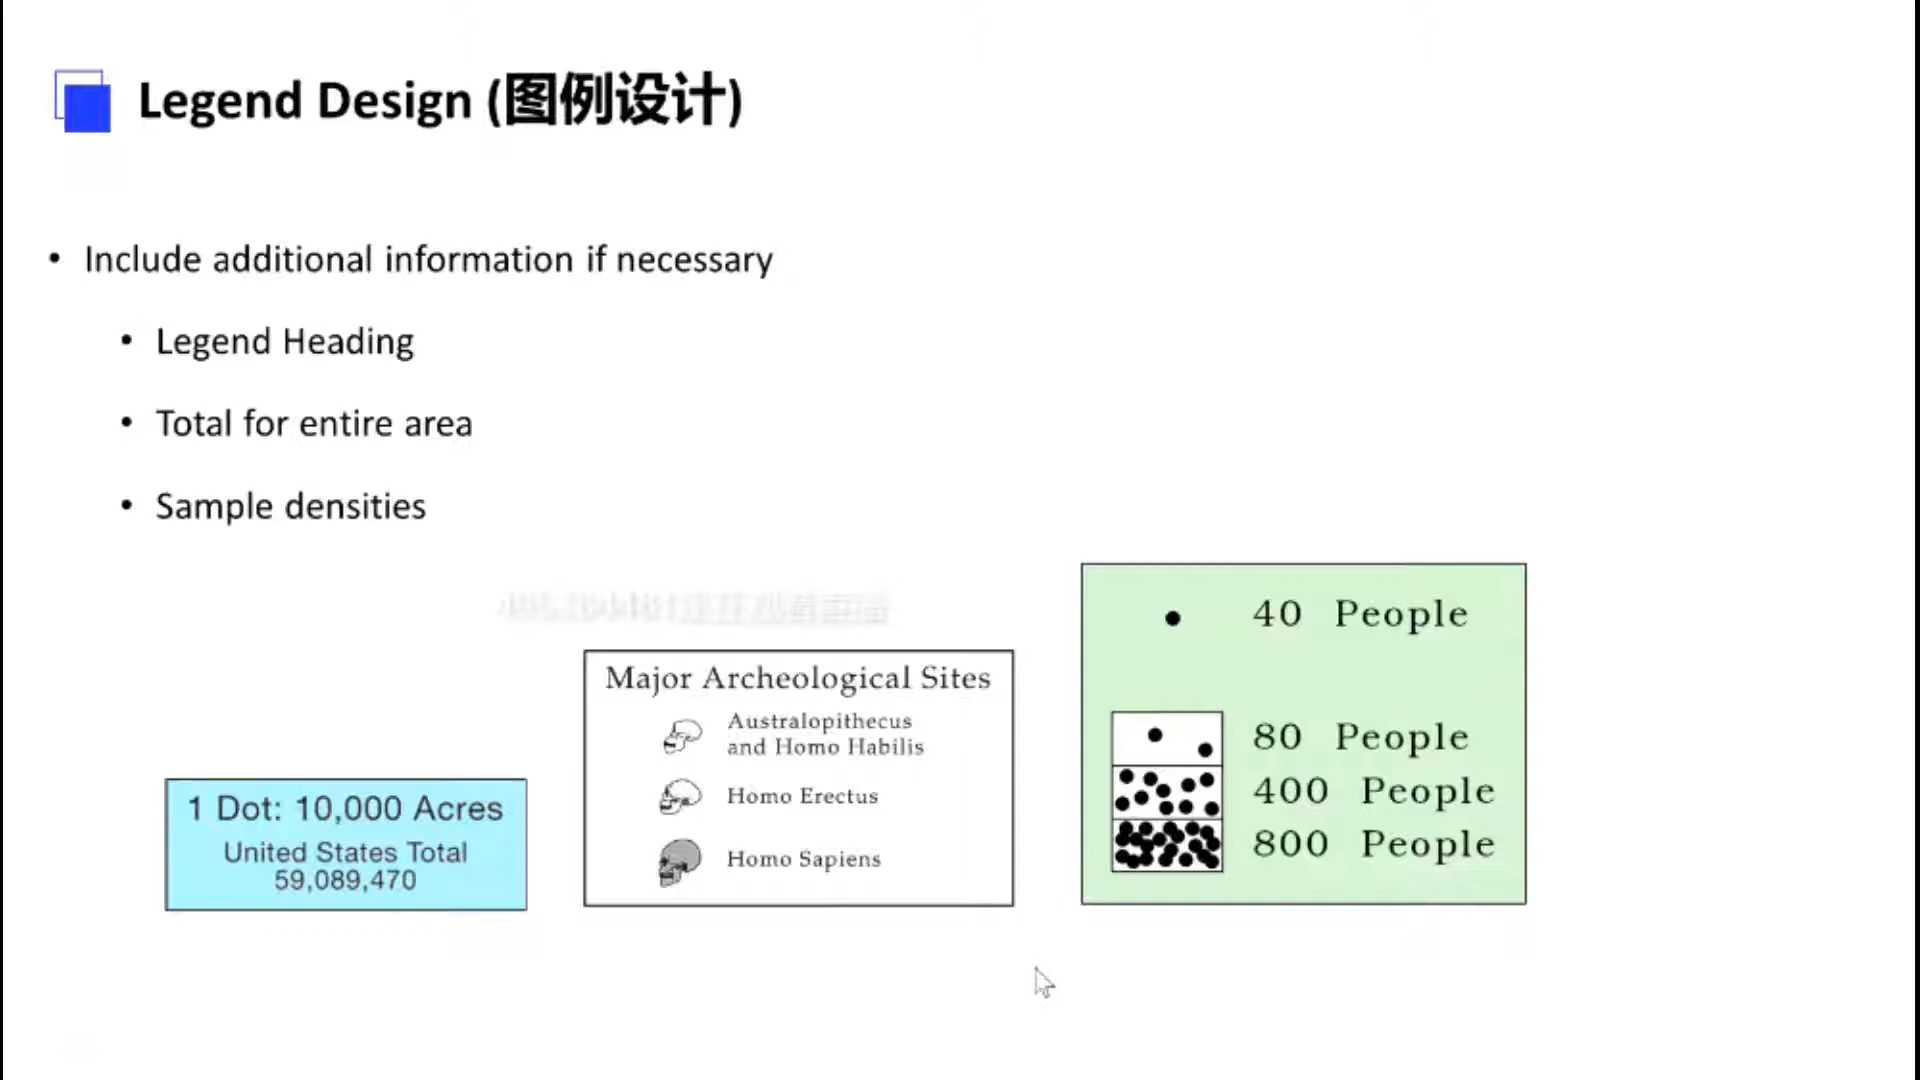 Legend Design (图例设计)
• Include additional information if necessary
• Legend Heading
• Total for entire area
• Sample densities
1 Dot: 10,000 Acres
United States Total
59,089,470
Major Archeological Sites
Australopithecus
and Homo Habilis
Homo Erectus
Homo Sapiens
40 People
80 People
400 People
800 People